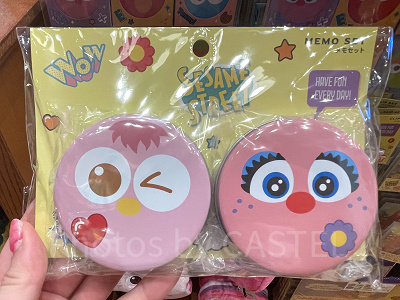 WOW
MEMO SET
メモセット
SESAME
STREET
HAVE FUN
EVERY DAY!
Photos by CASTEL